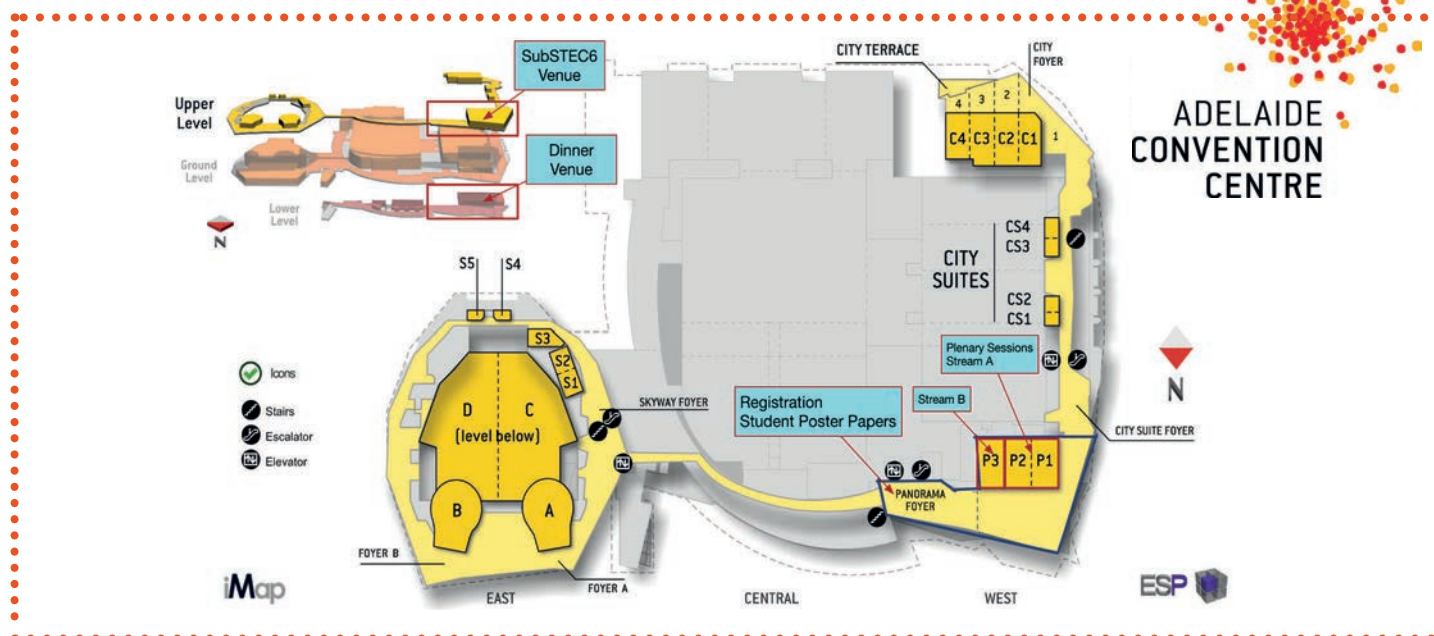 SubSTEC6
Venue
Upper
Level
Dinner
Venue
Ground
Level
Lower
Level
N
CITY TERRACE
CITY
FOYER
4
3
2
1
C4
C3
C2
C1
ADELAIDE
CONVENTION
CENTRE
CS4
CS3
CITY
SUITES
CS2
CS1
S5
S4
S3
S2
S1
D
C
(level below)
B
A
SKYWAY FOYER
FOYER B
FOYER A
Icons
Stairs
Escalator
Elevator
Registration
Student Poster Papers
Plenary Sessions
Stream A
Stream B
N
CITY SUITE FOYER
P3
P2
P1
PANORAMA
FOYER
EAST
CENTRAL
WEST
iMap
ESP